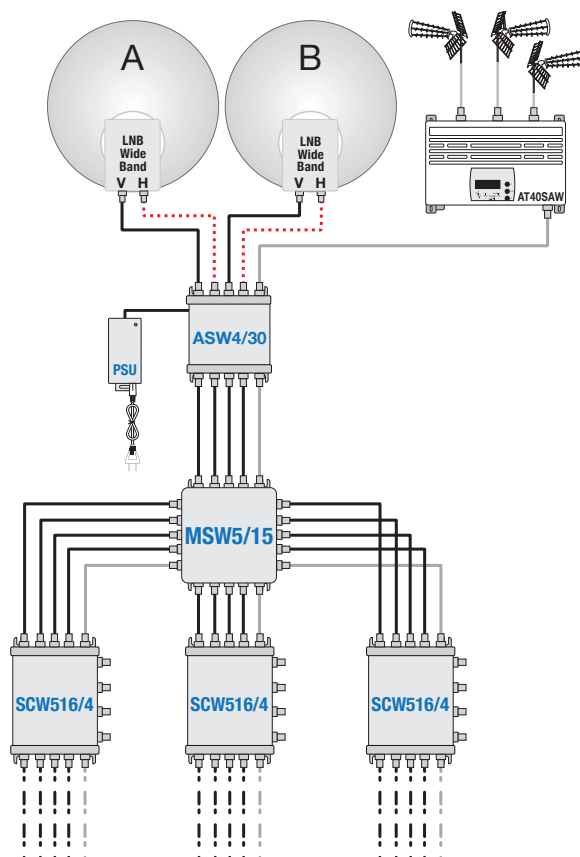 A
B
LNB
Wide
Band
V H
LNB
Wide
Band
V H
AT40SAW
ASW4/30
PSU
MSW5/15
SCW516/4
SCW516/4
SCW516/4